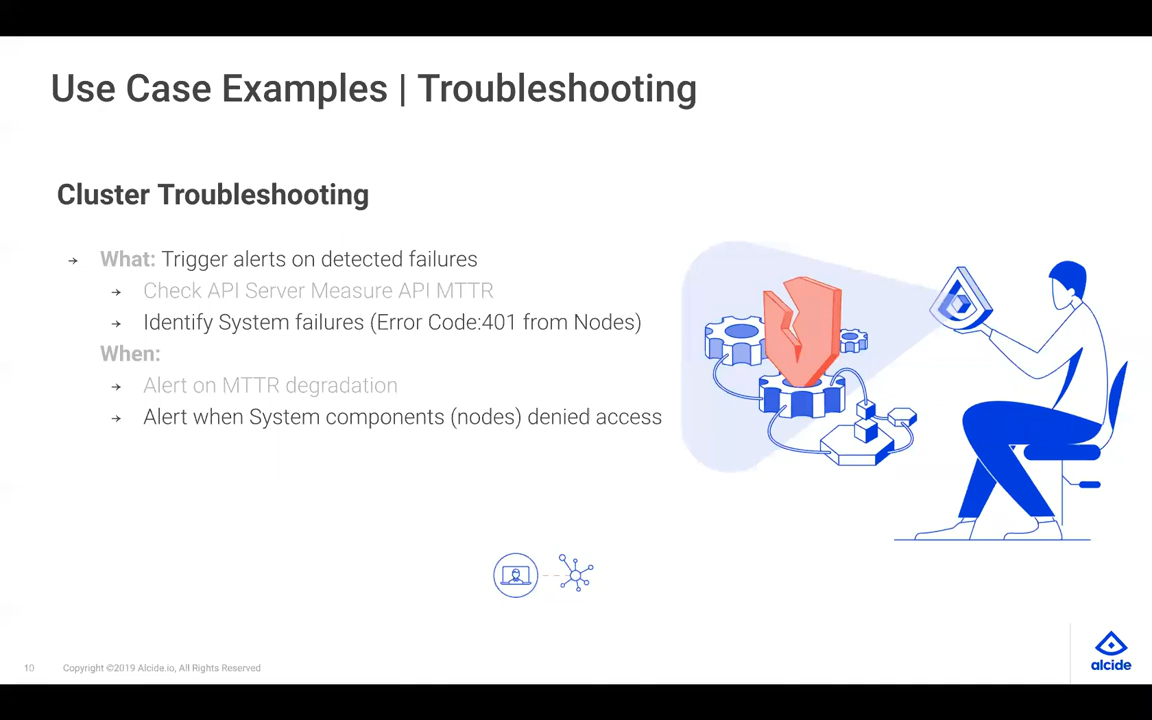 Use Case Examples | Troubleshooting
Cluster Troubleshooting
→ What: Trigger alerts on detected failures
→ Check API Server Measure API MTTR
→ Identify System failures (Error Code:401 from Nodes)
When:
→ Alert on MTTR degradation
→ Alert when System components (nodes) denied access
10 Copyright ©2019 Alcide.io, All Rights Reserved
alcide